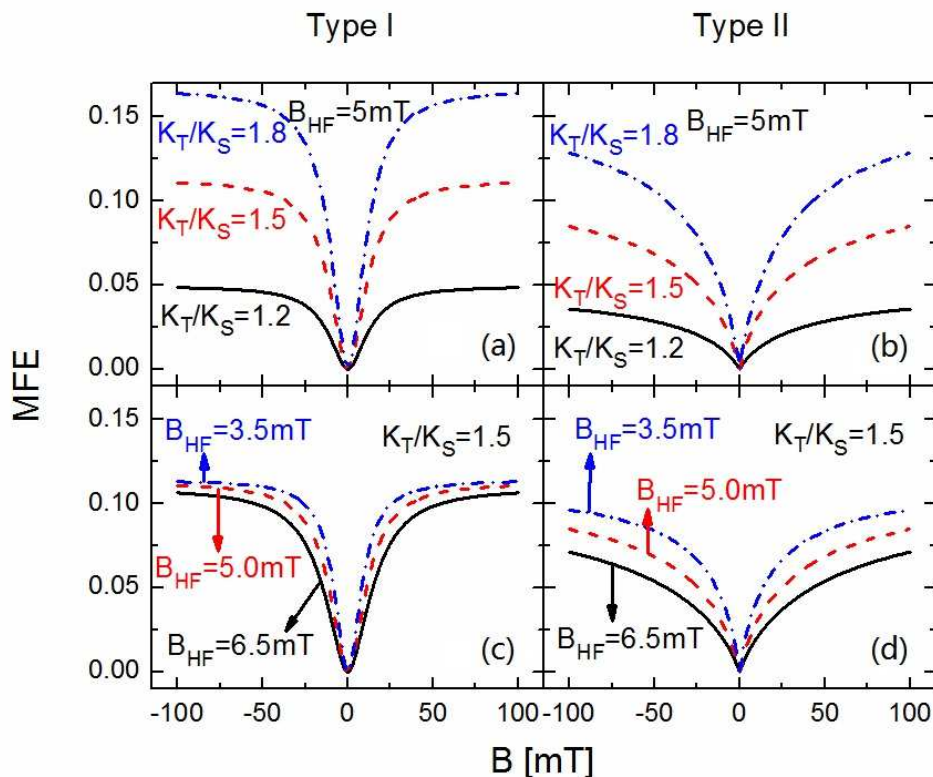 Type I
Type II
MFE
0.15
0.10
0.05
0.00
B_HF=5mT
K_T/K_S=1.8
K_T/K_S=1.5
K_T/K_S=1.2
(a)
B_HF=5mT
K_T/K_S=1.8
K_T/K_S=1.5
K_T/K_S=1.2
(b)
0.15
0.10
0.05
0.00
B_HF=3.5mT
K_T/K_S=1.5
B_HF=5.0mT
B_HF=6.5mT
(c)
B_HF=3.5mT
K_T/K_S=1.5
B_HF=5.0mT
B_HF=6.5mT
(d)
-100 -50 0 50 100 -100 -50 0 50 100
B [mT]